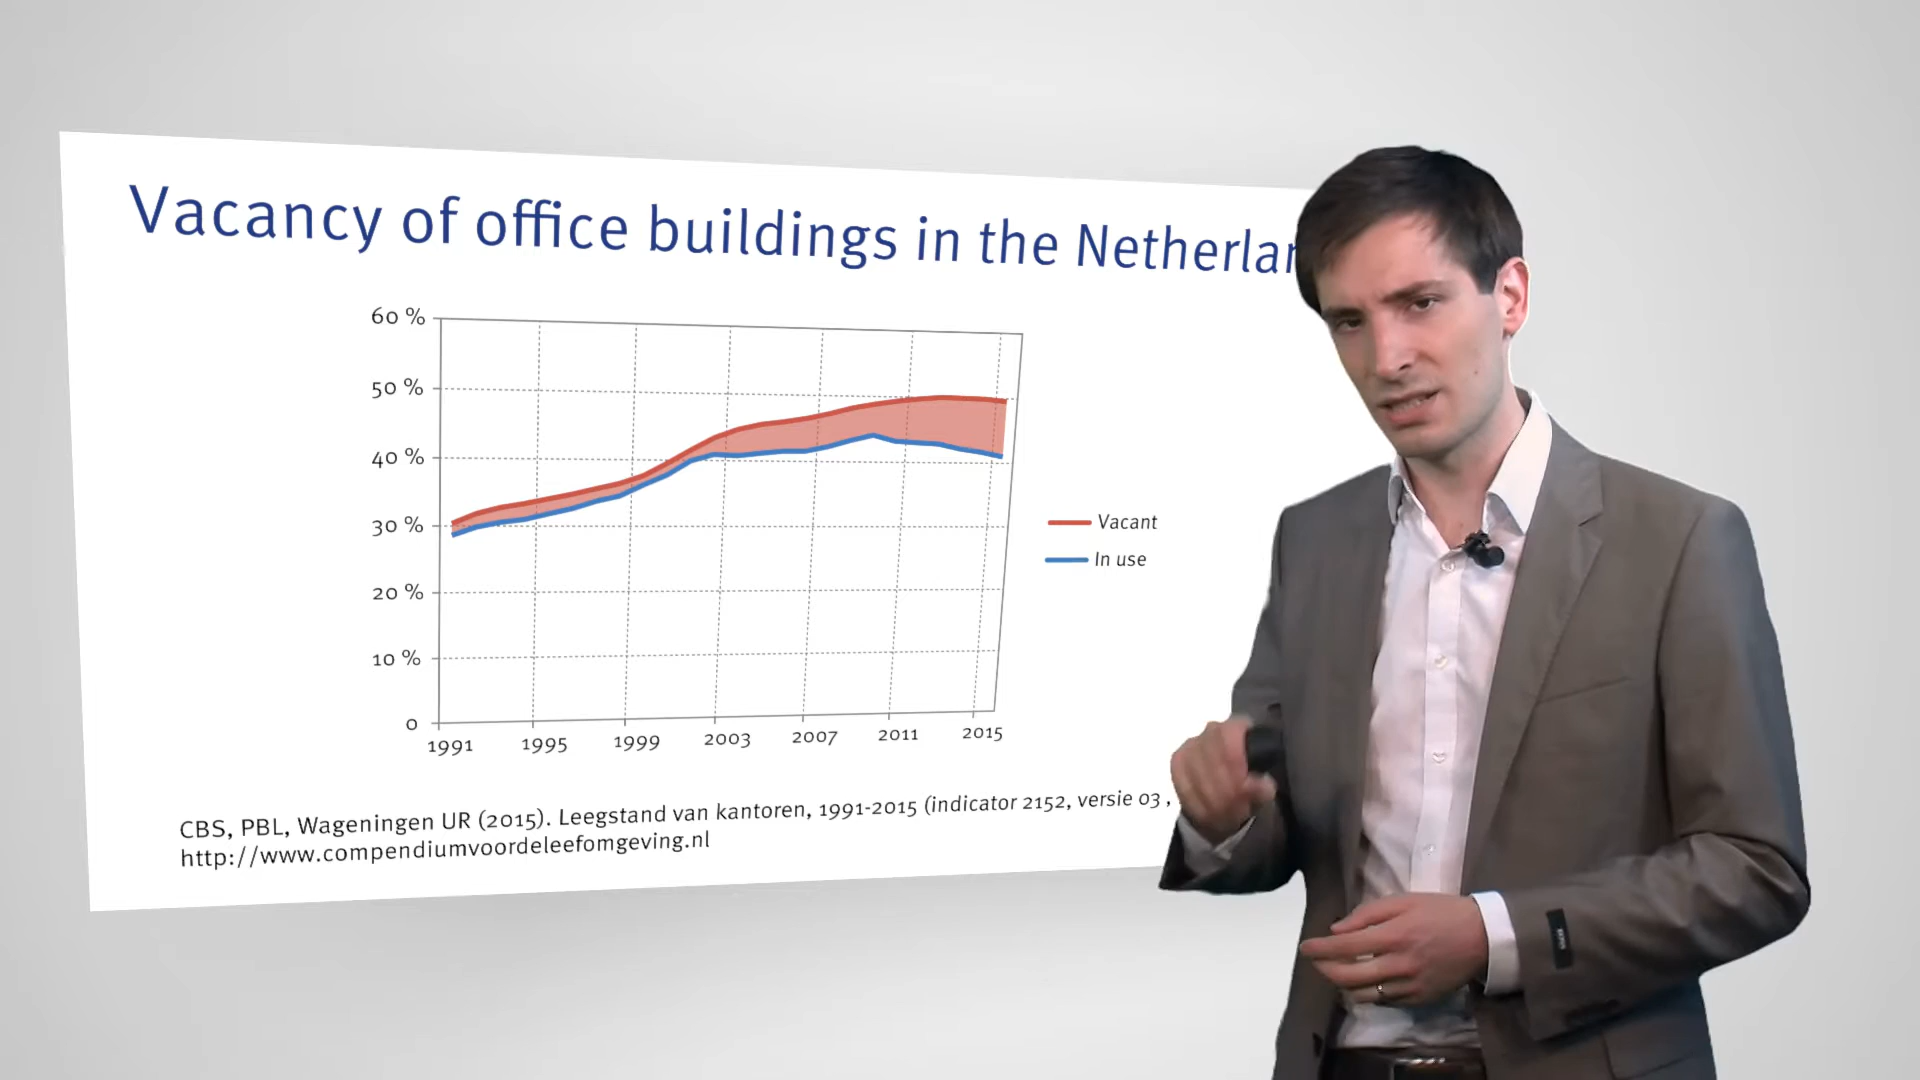 Vacancy of office buildings in the Netherlan
60 %
50 %
40 %
30 %
20 %
10 %
0
1991 1995 1999 2003 2007 2011 2015
Vacant
In use
CBS, PBL, Wageningen UR (2015). Leegstand van kantoren, 1991-2015 (indicator 2152, versie 03 ,
http://www.compendiumvoordeleefomgeving.nl